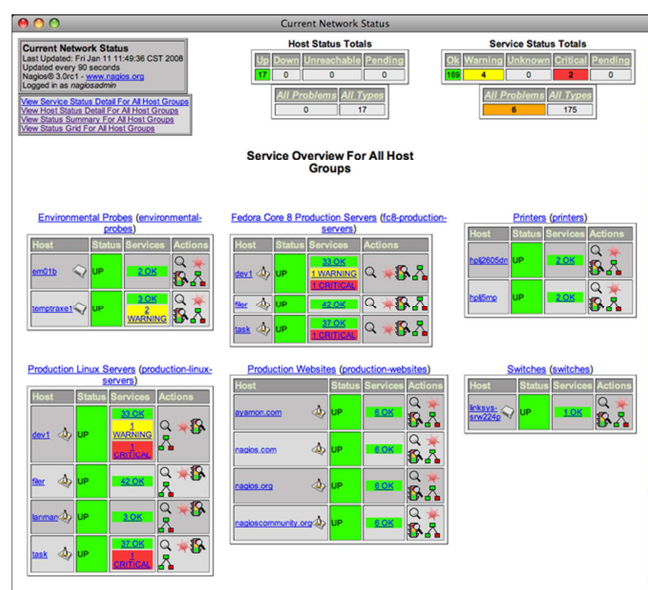 Current Network Status
Current Network Status
Last Updated: Fri Jan 11 11:49:36 CST 2008
Updated every 90 seconds
Nagios® 3.0rc1 - www.nagios.org
Logged in as nagiosadmin
View Service Status Detail For All Host Groups
View Host Status Detail For All Host Groups
View Status Summary For All Host Groups
View Status Grid For All Host Groups
Host Status Totals
Up Down Unreachable Pending
17 0 0 0
All Problems All Types
0 17
Service Status Totals
Ok Warning Unknown Critical Pending
169 4 0 2 0
All Problems All Types
6 175
Service Overview For All Host
Groups
Environmental Probes (environmental-
probes)
Host Status Services Actions
em01b UP 2 OK
temptraxe1 UP 3 OK
2
WARNING
Fedora Core 8 Production Servers (fc8-production-
servers)
Host Status Services Actions
dev1 UP 33 OK
1 WARNING
1 CRITICAL
filer UP 42 OK
task UP 37 OK
1 CRITICAL
Printers (printers)
Host Status Services Actions
hplj2605dn UP 2 OK
hplj5mp UP 2 OK
Production Linux Servers (production-linux-
servers)
Host Status Services Actions
dev1 UP 33 OK
1
WARNING
1
CRITICAL
filer UP 42 OK
lanman UP 3 OK
task UP 37 OK
1
CRITICAL
Production Websites (production-websites)
Host Status Services Actions
ayamon.com UP 6 OK
nagios.com UP 6 OK
nagios.org UP 6 OK
nagioscommunity.org UP 6 OK
Switches (switches)
Host Status Services Actions
linksys-
srw224p UP 1 OK